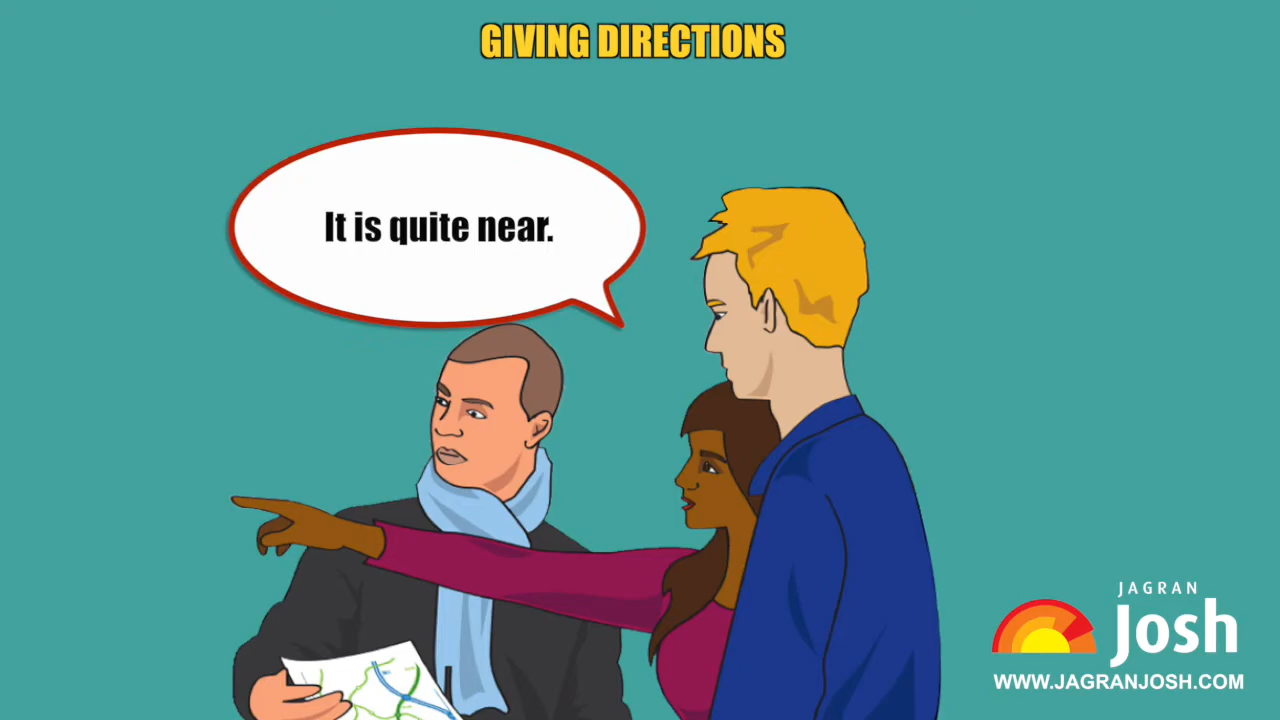 GIVING DIRECTIONS
It is quite near.
JAGRAN
Josh
WWW.JAGRANJOSH.COM